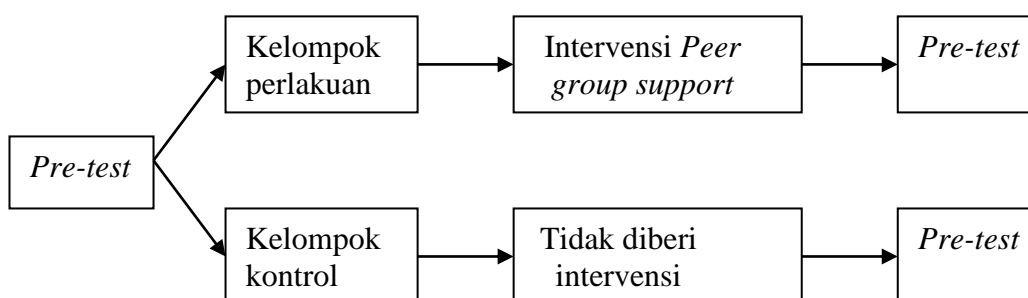 Kelompok
perlakuan
Intervensi Peer
group support
Pre-test
Pre-test
Kelompok
kontrol
Tidak diberi
intervensi
Pre-test